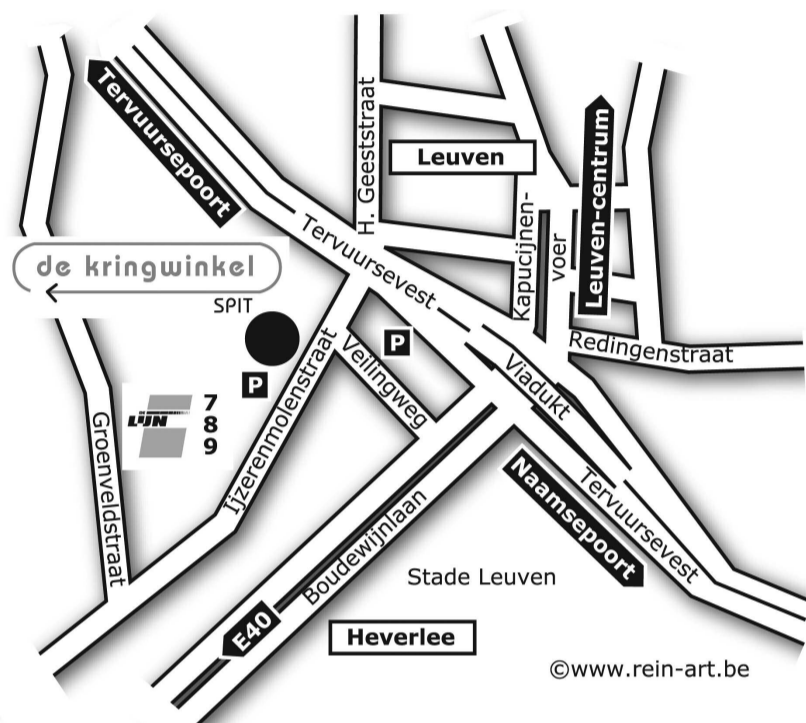 Tervuursepoort
H. Geeststraat
Leuven
Leuven-centrum
Kapucijnen-
voer
Tervuursevest
de kringwinkel
SPIT
P
P
Redingenstraat
Viadukt
Veilingweg
Ijzerenmolenstraat
LIJN
7
8
9
Groenveldstraat
Naamsepoort
Tervuursevest
Boudewijnlaan
Stade Leuven
E40
Heverlee
©www.rein-art.be